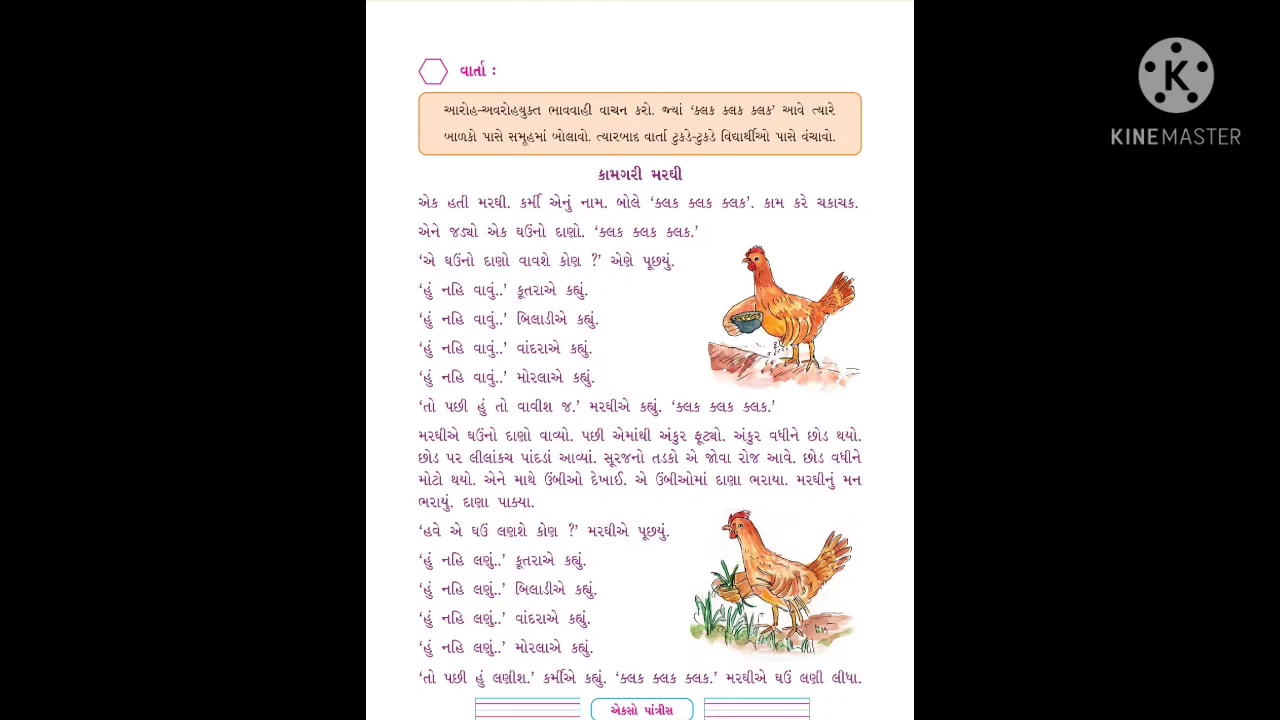 વાર્તા :
આરોહ-અવરોહયુક્ત ભાવવાહી વાચન કરો. જ્યાં ‘ક્લક ક્લક ક્લક’ આવે ત્યારે
બાળકો પાસે સમૂહમાં બોલાવો. ત્યારબાદ વાર્તા ટુકડે-ટુકડે વિદ્યાર્થીઓ પાસે વંચાવો.
કામગરી મરઘી
એક હતી મરઘી. કર્મી એનું નામ. બોલે ‘ક્લક ક્લક ક્લક’. કામ કરે ચકાચક.
એને જડ્યો એક ઘઉંનો દાણો. ‘ક્લક ક્લક ક્લક.’
‘એ ઘઉંનો દાણો વાવશે કોણ ?’ એણે પૂછયું.
‘હું નહિ વાવું..’ કૂતરાએ કહ્યું.
‘હું નહિ વાવું..’ બિલાડીએ કહ્યું.
‘હું નહિ વાવું..’ વાંદરાએ કહ્યું.
‘હું નહિ વાવું..’ મોરલાએ કહ્યું.
‘તો પછી હું તો વાવીશ જ.’ મરઘીએ કહ્યું. ‘ક્લક ક્લક ક્લક.’
મરઘીએ ઘઉંનો દાણો વાવ્યો. પછી એમાંથી અંકુર ફૂટ્યો. અંકુર વધીને છોડ થયો.
છોડ પર લીલાંકચ પાંદડાં આવ્યાં. સૂરજનો તડકો એ જોવા રોજ આવે. છોડ વધીને
મોટો થયો. એને માથે ઉંબીઓ દેખાઈ. એ ઉંબીઓમાં દાણા ભરાયા. મરઘીનું મન
ભરાયું. દાણા પાક્યા.
‘હવે એ ઘઉં લણશે કોણ ?’ મરઘીએ પૂછયું.
‘હું નહિ લણું..’ કૂતરાએ કહ્યું.
‘હું નહિ લણું..’ બિલાડીએ કહ્યું.
‘હું નહિ લણું..’ વાંદરાએ કહ્યું.
‘હું નહિ લણું..’ મોરલાએ કહ્યું.
‘તો પછી હું લણીશ.’ કર્મીએ કહ્યું. ‘ક્લક ક્લક ક્લક.’ મરઘીએ ઘઉં લણી લીધા.
એકસો પાંત્રીસ
K
KINEMASTER